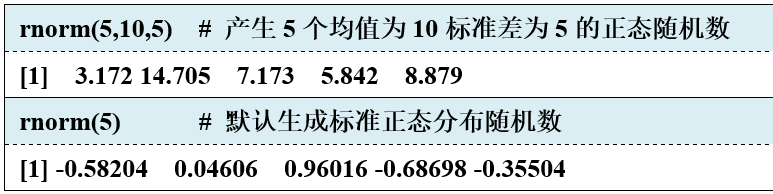 rnorm(5,10,5) # 产生 5 个均值为 10 标准差为 5 的正态随机数
[1] 3.172 14.705 7.173 5.842 8.879
rnorm(5) # 默认生成标准正态分布随机数
[1] -0.58204 0.04606 0.96016 -0.68698 -0.35504